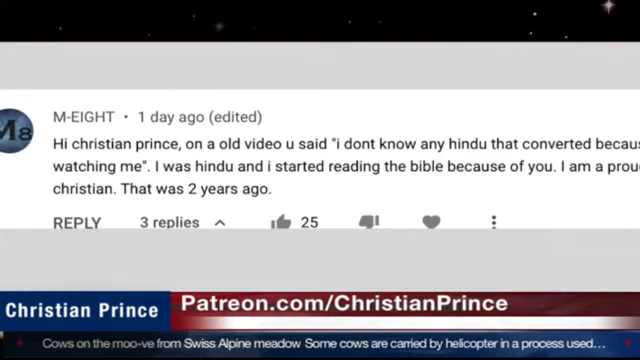 M8
M-EIGHT • 1 day ago (edited)
Hi christian prince, on a old video u said "i dont know any hindu that converted becau
watching me". I was hindu and i started reading the bible because of you. I am a prou
christian. That was 2 years ago.
REPLY 3 replies 25
Christian Prince
Patreon.com/ChristianPrince
Cows on the moo-ve from Swiss Alpine meadow Some cows are carried by helicopter in a process used...